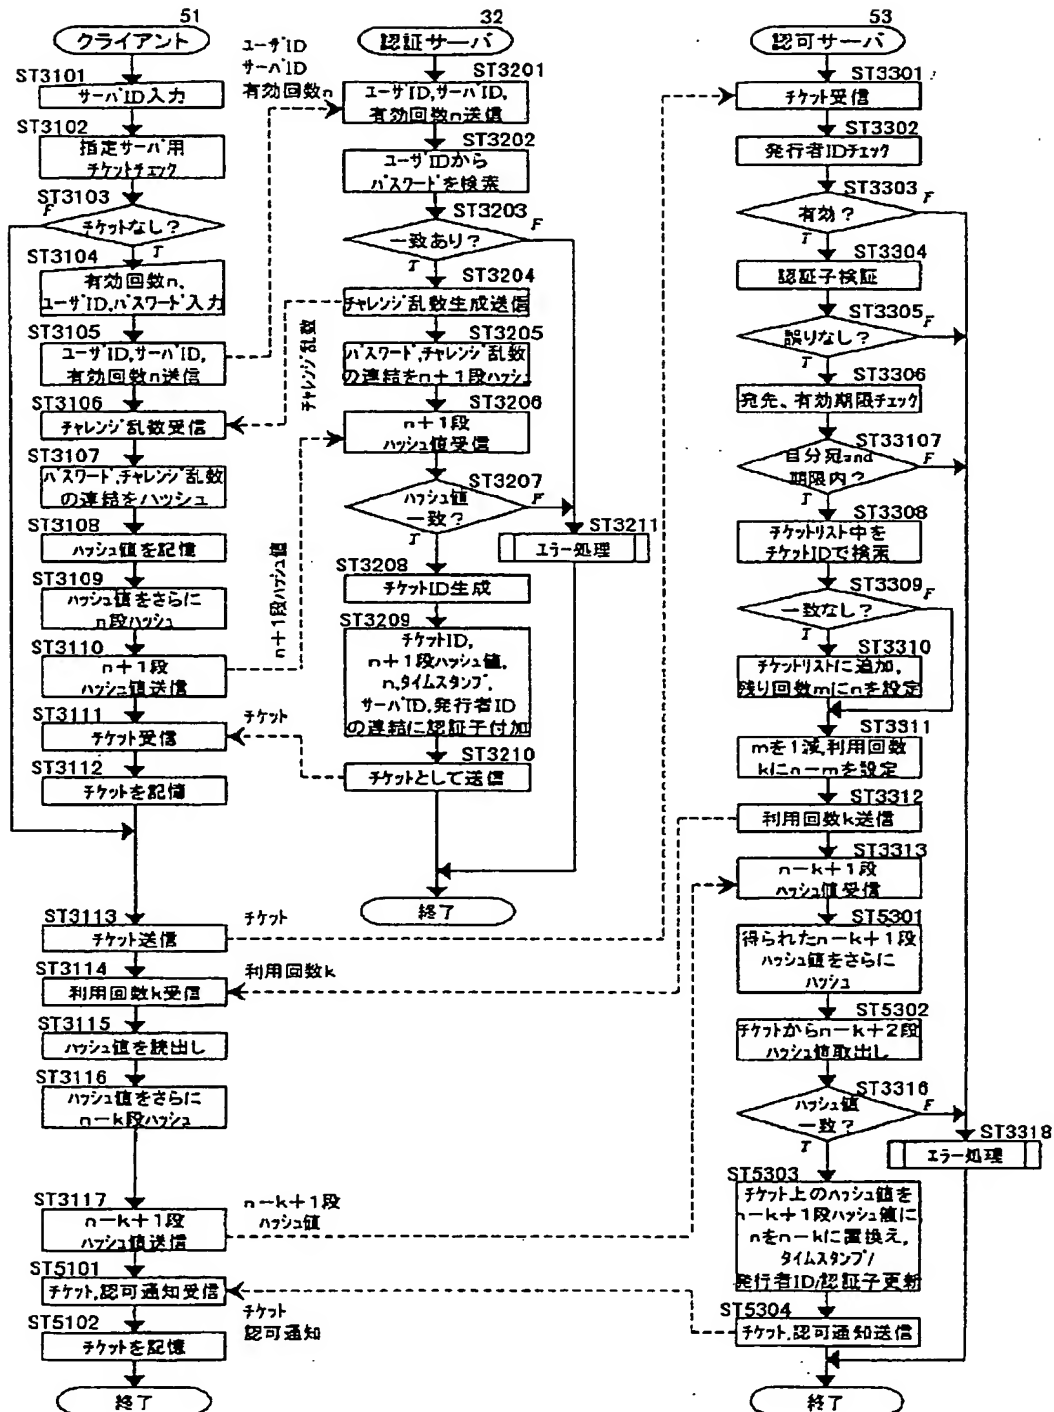 51
クライアント
ST3101
サーバID入力
ST3102
指定サーバ用
チケットチェック
ST3103
F
チケットなし?
T
ST3104
有効回数n,
ユーザID,パスワード入力
ST3105
ユーザID,サーバID,
有効回数n送信
ST3106
チャレンジ乱数受信
ST3107
パスワード,チャレンジ乱数
の連結をハッシュ
ST3108
ハッシュ値を記憶
ST3109
ハッシュ値をさらに
n段ハッシュ
ST3110
n+1段
ハッシュ値送信
ST3111
チケット受信
ST3112
チケットを記憶
ST3113
チケット送信
ST3114
利用回数k受信
ST3115
ハッシュ値を読出し
ST3116
ハッシュ値をさらに
n-k段ハッシュ
ST3117
n-k+1段
ハッシュ値送信
ST5101
チケット,認可通知受信
ST5102
チケットを記憶
終了
ユーザID
サーバID
有効回数n
チャレンジ乱数
n+1段ハッシュ値
チケット
チケット
利用回数k
n-k+1段
ハッシュ値
チケット
認可通知
32
認証サーバ
ST3201
ユーザID,サーバID,
有効回数n送信
ST3202
ユーザIDから
パスワードを検索
ST3203
一致あり?
F
T
ST3204
チャレンジ乱数生成送信
ST3205
パスワード,チャレンジ乱数
の連結をn+1段ハッシュ
ST3206
n+1段
ハッシュ値受信
ST3207
ハッシュ値
一致?
F
T
ST3211
エラー処理
ST3208
チケットID生成
ST3209
チケットID,
n+1段ハッシュ値,
n,タイムスタンプ,
サーバID,発行者ID
の連結に認証子付加
ST3210
チケットとして送信
終了
53
認可サーバ
ST3301
チケット受信
ST3302
発行者IDチェック
ST3303
有効?
F
T
ST3304
認証子検証
ST3305
誤りなし?
F
T
ST3306
宛先、有効期限チェック
ST33107
自分宛and
期限内?
F
T
ST3308
チケットリスト中を
チケットIDで検索
ST3309
一致なし?
F
T
ST3310
チケットリストに追加,
残り回数mにnを設定
ST3311
mを1減,利用回数
kにn-mを設定
ST3312
利用回数k送信
ST3313
n-k+1段
ハッシュ値受信
ST5301
得られたn-k+1段
ハッシュ値をさらに
ハッシュ
ST5302
チケットからn-k+2段
ハッシュ値取出し
ST3316
ハッシュ値
一致?
F
T
ST3318
エラー処理
ST5303
チケット上のハッシュ値を
n-k+1段ハッシュ値に
nをn-kに置換え,
タイムスタンプ/
発行者ID/認証子更新
ST5304
チケット,認可通知送信
終了